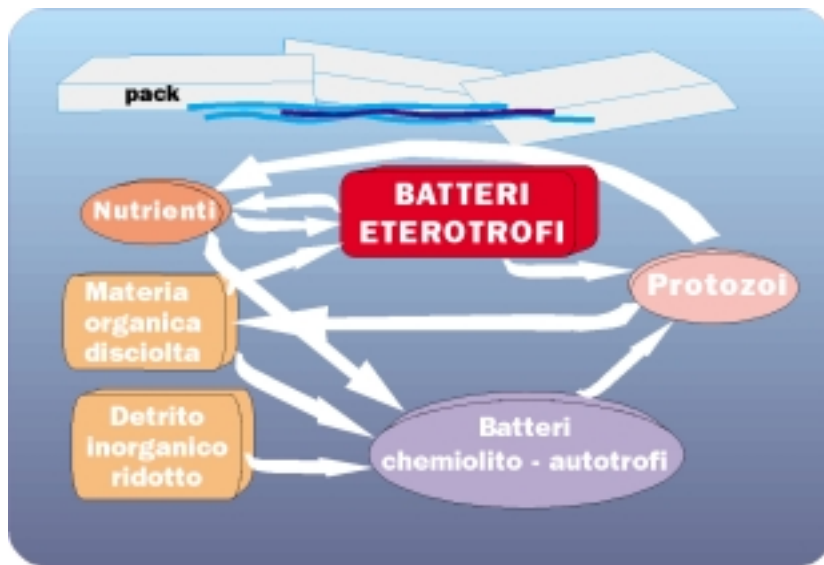 pack
BATTERI
ETEROTROFI
Nutrienti
Protozoi
Materia
organica
disciolta
Detrito
inorganico
ridotto
Batteri
chemiolito - autotrofi